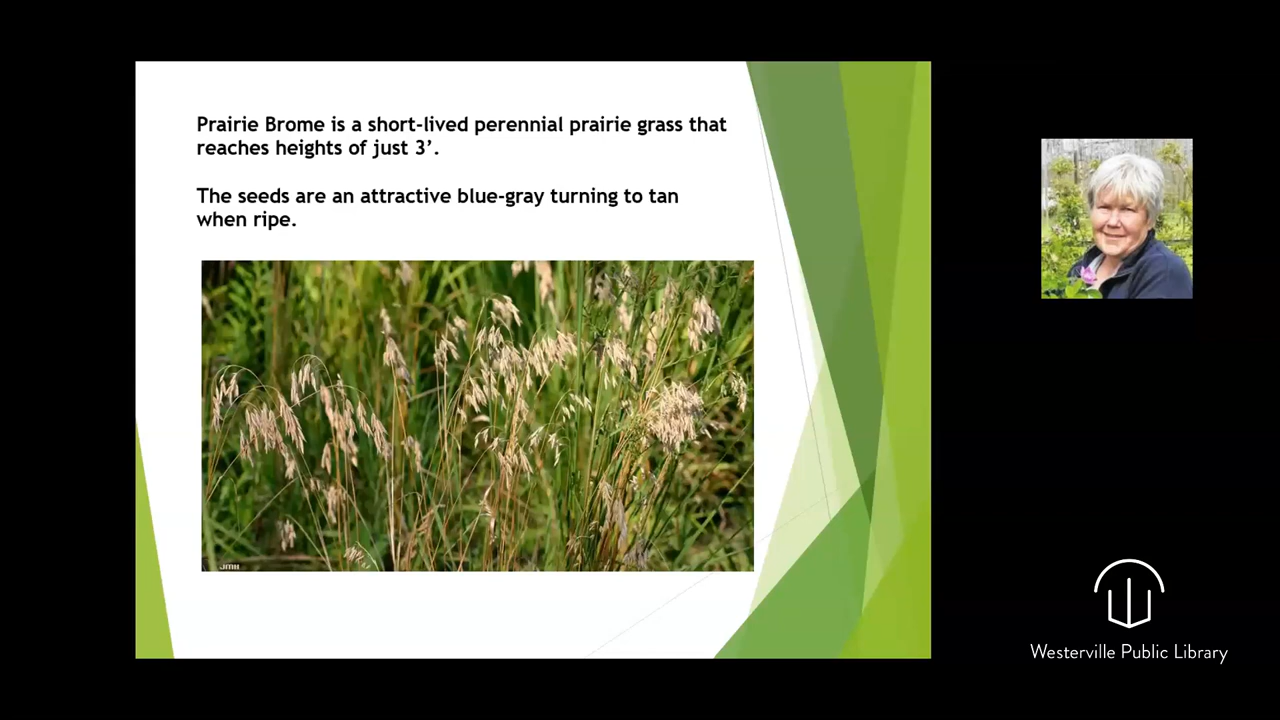 Prairie Brome is a short-lived perennial prairie grass that
reaches heights of just 3’.
The seeds are an attractive blue-gray turning to tan
when ripe.
JMH
Westerville Public Library